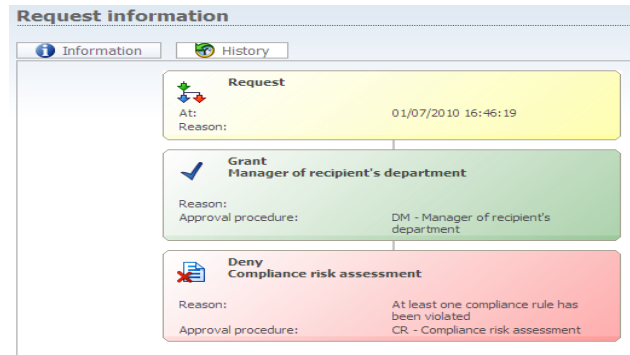 Request information
Information
History
Request
At: 01/07/2010 16:46:19
Reason:
Grant
Manager of recipient's department
Reason:
Approval procedure: DM - Manager of recipient's
department
Deny
Compliance risk assessment
Reason: At least one compliance rule has
been violated
Approval procedure: CR - Compliance risk assessment